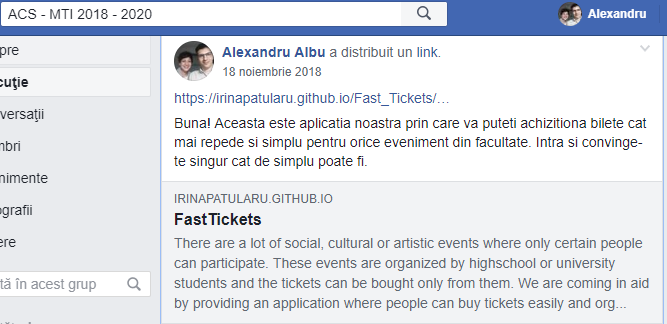 ACS - MTI 2018 - 2020
Alexandru
Alexandru Albu a distribuit un link.
18 noiembrie 2018
https://irinapatularu.github.io/Fast_Tickets/…
Buna! Aceasta este aplicatia noastra prin care va puteti achizitiona bilete cat
mai repede si simplu pentru orice eveniment din facultate. Intra si convinge-
te singur cat de simplu poate fi.
IRINAPATULARU.GITHUB.IO
FastTickets
There are a lot of social, cultural or artistic events where only certain people
can participate. These events are organized by highschool or university
students and the tickets can be bought only from them. We are coming in aid
by providing an application where people can buy tickets easily and org...
pre
cuţie
versaţii
nbri
nimente
ografii
ere
tă în acest grup